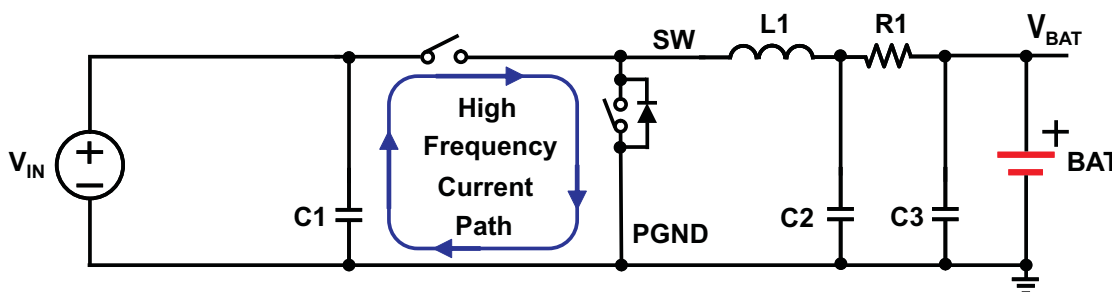 L1
R1
VBAT
SW
VIN
+
−
High
Frequency
Current
Path
C1
PGND
C2
C3
+
BAT